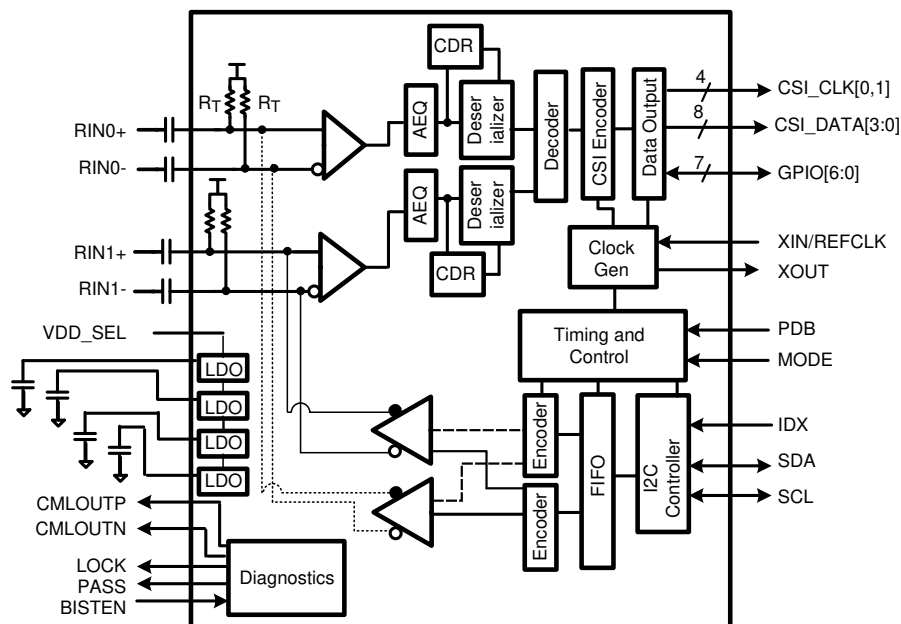 CDR
4
CSI_CLK[0,1]
RT RT
AEQ
Deser
ializer
Decoder
CSI Encoder
Data Output
8
CSI_DATA[3:0]
RIN0+
RIN0-
7
GPIO[6:0]
AEQ
Deser
ializer
RIN1+
RIN1-
CDR
Clock
Gen
XIN/REFCLK
XOUT
VDD_SEL
Timing and
Control
PDB
MODE
LDO
LDO
LDO
LDO
Encoder
Encoder
FIFO
I2C
Controller
IDX
SDA
SCL
CMLOUTP
CMLOUTN
LOCK
PASS
BISTEN
Diagnostics